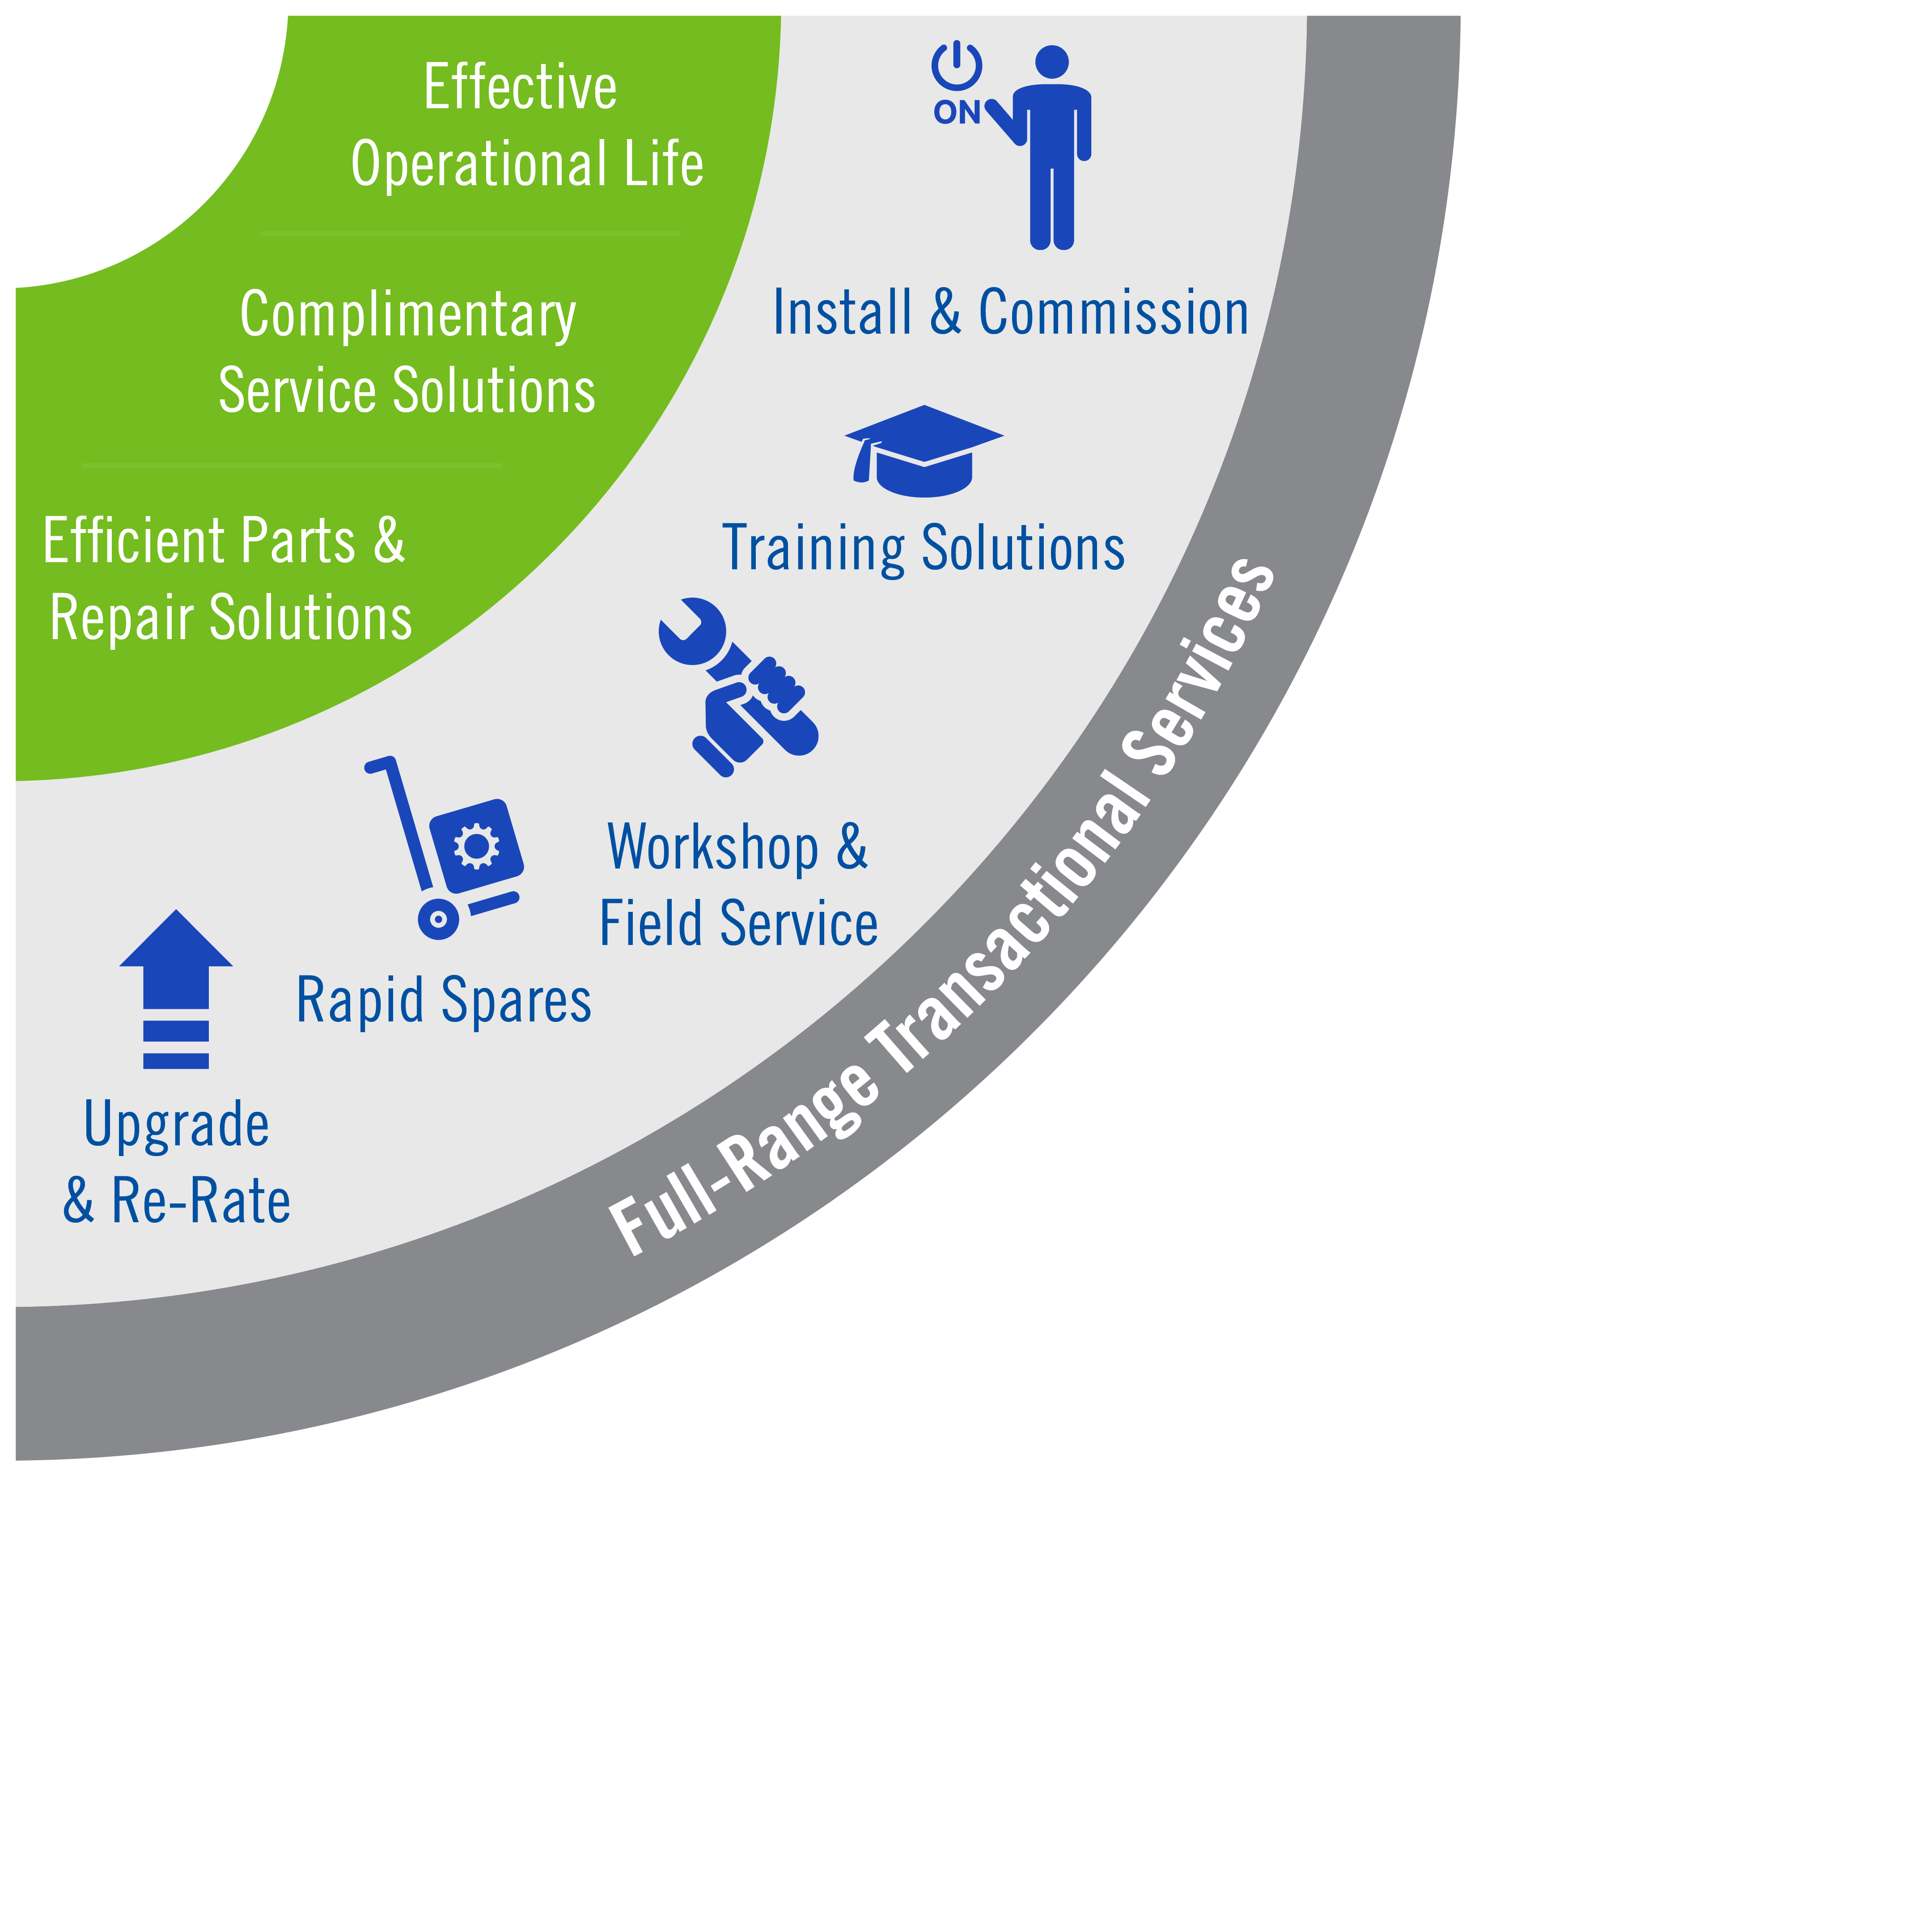 Effective
Operational Life
Complimentary
Service Solutions
Efficient Parts &
Repair Solutions
ON
Install & Commission
Training Solutions
Workshop &
Field Service
Rapid Spares
Upgrade
& Re-Rate
Full-Range Transactional Services